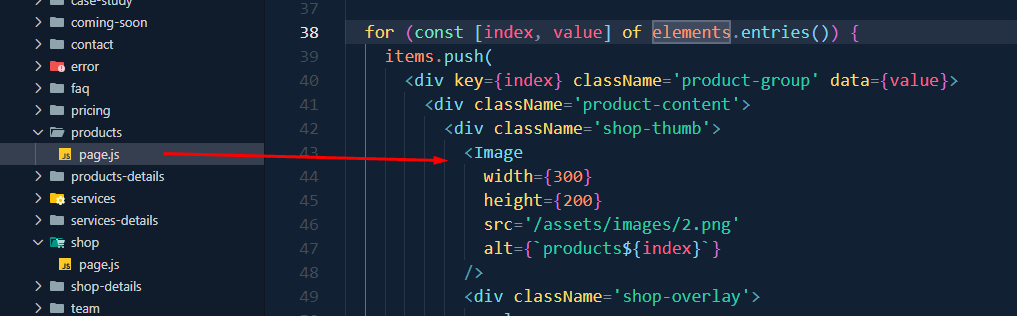 case-study
coming-soon
contact
error
faq
pricing
products
JS page.js
products-details
services
services-details
shop
JS page.js
shop-details
team
37
38 for (const [index, value] of elements.entries()) {
39 items.push(
40 <div key={index} className='product-group' data={value}>
41 <div className='product-content'>
42 <div className='shop-thumb'>
43 <Image
44 width={300}
45 height={200}
46 src='/assets/images/2.png'
47 alt={`products${index}`}
48 />
49 <div className='shop-overlay'>